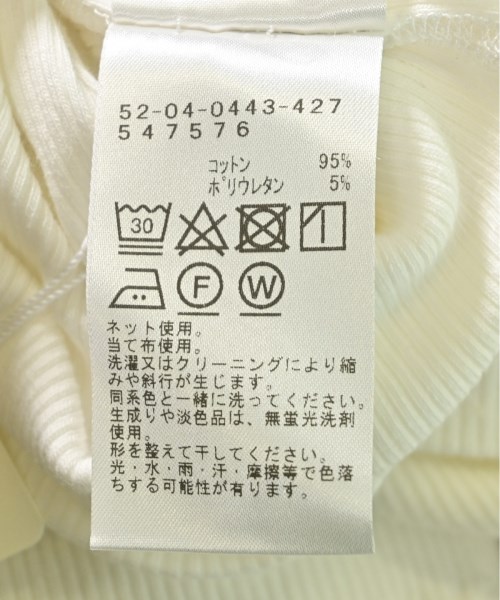 52-04-0443-427
547576
コットン 95%
ポリウレタン 5%
30
F W
ネット使用。
当て布使用。
洗濯又はクリーニングにより縮
みや斜行が生じます。
同系色と一緒に洗ってください。
生成りや淡色品は、無蛍光洗剤
使用。
形を整えて干してください。
光・水・雨・汗・摩擦等で色落
ちする可能性が有ります。